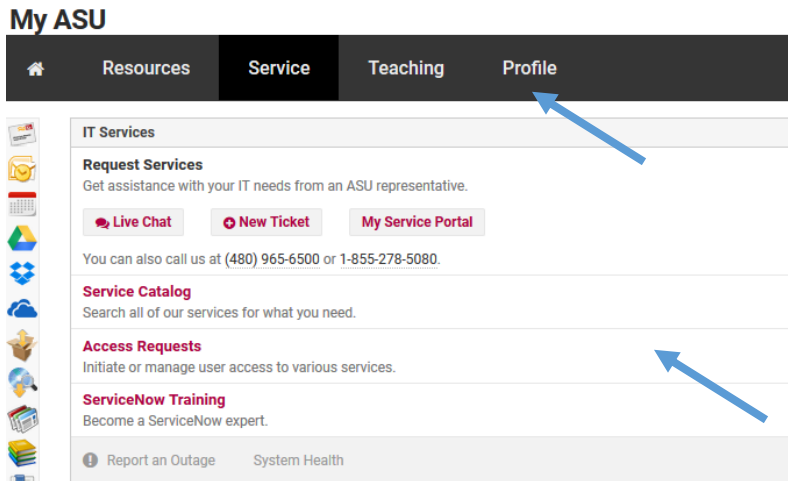 My ASU
Resources Service Teaching Profile
IT Services
Request Services
Get assistance with your IT needs from an ASU representative.
Live Chat New Ticket My Service Portal
You can also call us at (480) 965-6500 or 1-855-278-5080.
Service Catalog
Search all of our services for what you need.
Access Requests
Initiate or manage user access to various services.
ServiceNow Training
Become a ServiceNow expert.
Report an Outage System Health